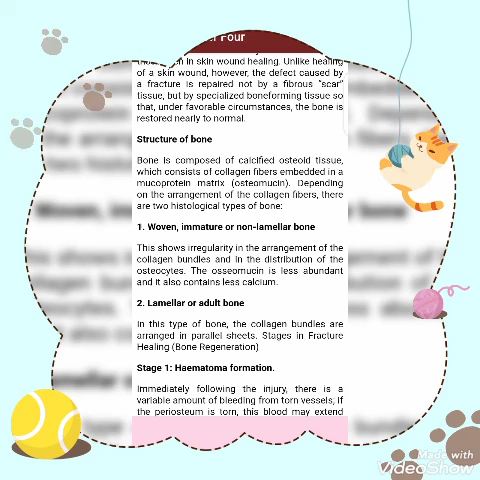 Four
in skin wound healing. Unlike healing
of a skin wound, however, the defect caused by
a fracture is repaired not by a fibrous "scar"
tissue, but by specialized boneforming tissue so
that, under favorable circumstances, the bone is
restored nearly to normal.
Structure of bone
Bone is composed of calcified osteoid tissue,
which consists of collagen fibers embedded in a
mucoprotein matrix (osteomucin). Depending
on the arrangement of the collagen fibers, there
are two histological types of bone:
1. Woven, immature or non-lamellar bone
This shows irregularity in the arrangement of the
collagen bundles and in the distribution of the
osteocytes. The osseomucin is less abundant
and it also contains less calcium.
2. Lamellar or adult bone
In this type of bone, the collagen bundles are
arranged in parallel sheets. Stages in Fracture
Healing (Bone Regeneration)
Stage 1: Haematoma formation.
Immediately following the injury, there is a
variable amount of bleeding from torn vessels; if
the periosteum is torn, this blood may extend
Made with
VideoShow